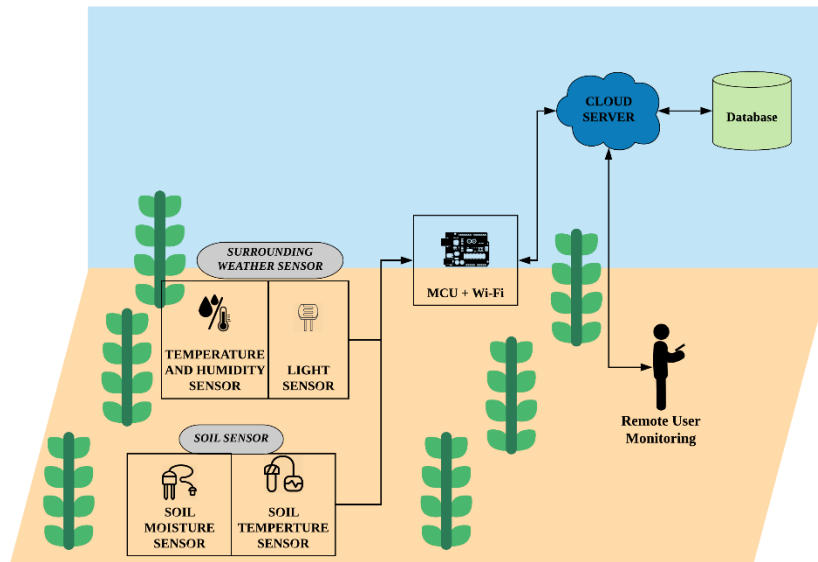 CLOUD
SERVER
Database
SURROUNDING
WEATHER SENSOR
MCU + Wi-Fi
TEMPERATURE
AND HUMIDITY
SENSOR
LIGHT
SENSOR
Remote User
Monitoring
SOIL SENSOR
SOIL
MOISTURE
SENSOR
SOIL
TEMPERTURE
SENSOR